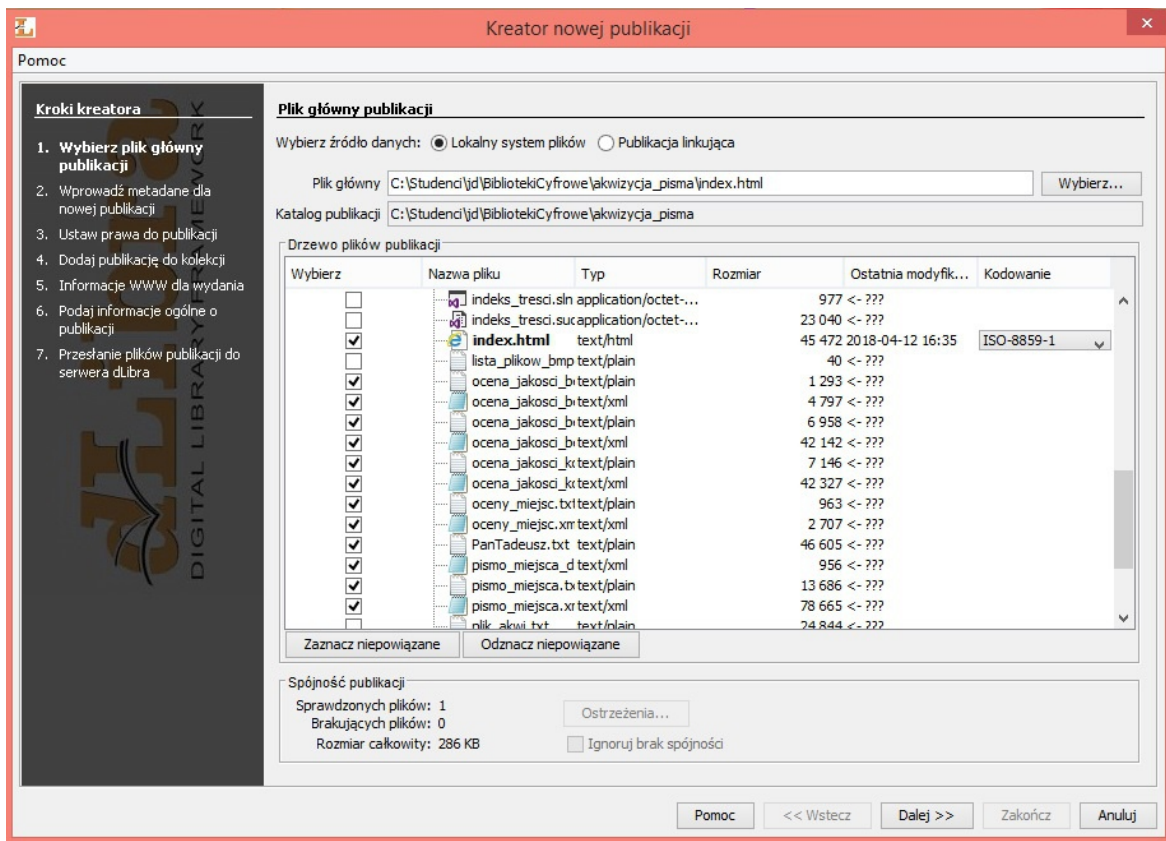 Kreator nowej publikacji
Pomoc
Kroki kreatora
1. Wybierz plik główny
publikacji
2. Wprowadź metadane dla
nowej publikacji
3. Ustaw prawa do publikacji
4. Dodaj publikację do kolekcji
5. Informacje WWW dla wydania
6. Podaj informacje ogólne o
publikacji
7. Przesłanie plików publikacji do
serwera dLibra
dLibra
DIGITAL LIBRARY FRAMEWORK
Plik główny publikacji
Wybierz źródło danych: Lokalny system plików Publikacja linkująca
Plik główny C:\Studenci\jd\BibliotekiCyfrowe\akwizycja_pisma\index.html Wybierz...
Katalog publikacji C:\Studenci\jd\BibliotekiCyfrowe\akwizycja_pisma
Drzewo plików publikacji
Wybierz Nazwa pliku Typ Rozmiar Ostatnia modyfik... Kodowanie
indeks_tresci.sln application/octet-... 977 <- ???
indeks_tresci.suc application/octet-... 23 040 <- ???
index.html text/html 45 472 2018-04-12 16:35 ISO-8859-1
lista_plikow_bmp text/plain 40 <- ???
ocena_jakosci_b text/plain 1 293 <- ???
ocena_jakosci_b text/xml 4 797 <- ???
ocena_jakosci_b text/plain 6 958 <- ???
ocena_jakosci_b text/xml 42 142 <- ???
ocena_jakosci_k text/plain 7 146 <- ???
ocena_jakosci_k text/xml 42 327 <- ???
oceny_miejsc.txt text/plain 963 <- ???
oceny_miejsc.xm text/xml 2 707 <- ???
PanTadeusz.txt text/plain 46 605 <- ???
pismo_miejsca_d text/xml 956 <- ???
pismo_miejsca.tx text/plain 13 686 <- ???
pismo_miejsca.xr text/xml 78 665 <- ???
plik_akwi.txt text/plain 24 844 <- ???
Zaznacz niepowiązane Odznacz niepowiązane
Spójność publikacji
Sprawdzonych plików: 1
Brakujących plików: 0
Rozmiar całkowity: 286 KB
Ostrzeżenia...
Ignoruj brak spójności
Pomoc << Wstecz Dalej >> Zakończ Anuluj